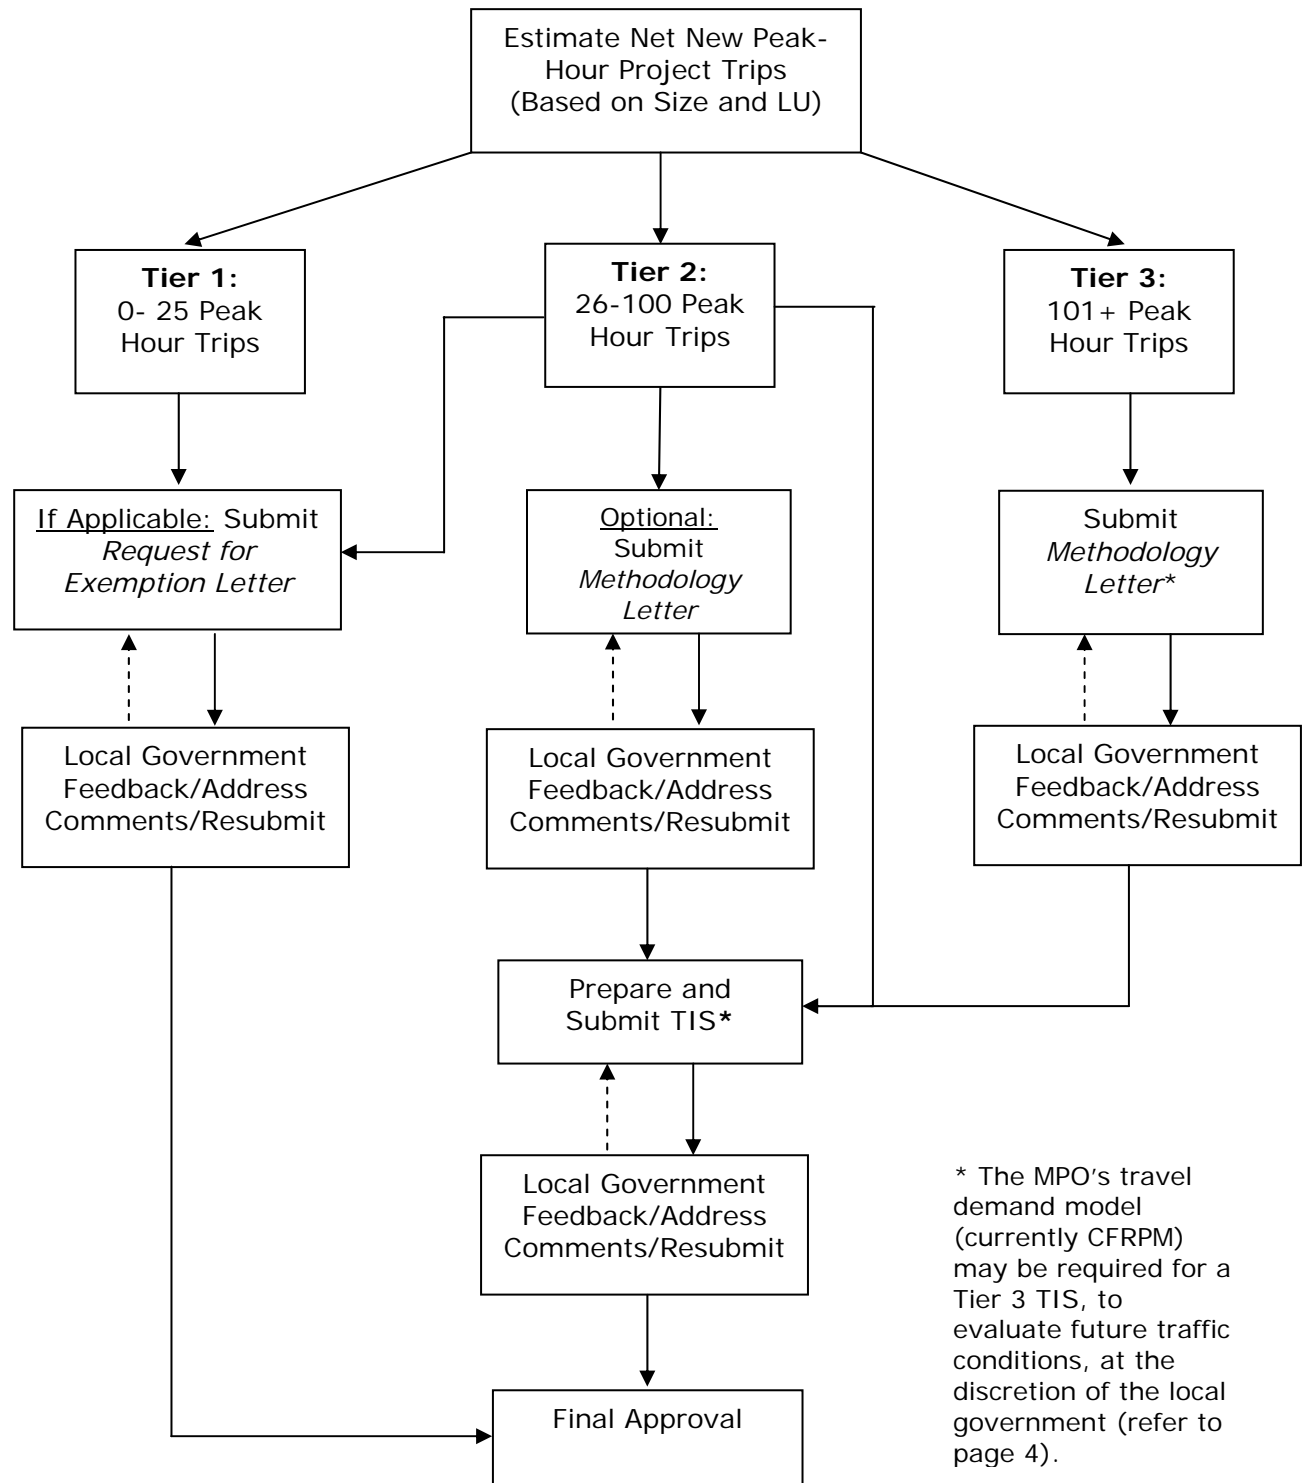 Estimate Net New Peak-
Hour Project Trips
(Based on Size and LU)
Tier 1:
0- 25 Peak
Hour Trips
Tier 2:
26-100 Peak
Hour Trips
Tier 3:
101+ Peak
Hour Trips
If Applicable: Submit
Request for
Exemption Letter
Optional:
Submit
Methodology
Letter
Submit
Methodology
Letter*
Local Government
Feedback/Address
Comments/Resubmit
Local Government
Feedback/Address
Comments/Resubmit
Local Government
Feedback/Address
Comments/Resubmit
Prepare and
Submit TIS*
Local Government
Feedback/Address
Comments/Resubmit
* The MPO's travel
demand model
(currently CFRPM)
may be required for a
Tier 3 TIS, to
evaluate future traffic
conditions, at the
discretion of the local
government (refer to
page 4).
Final Approval